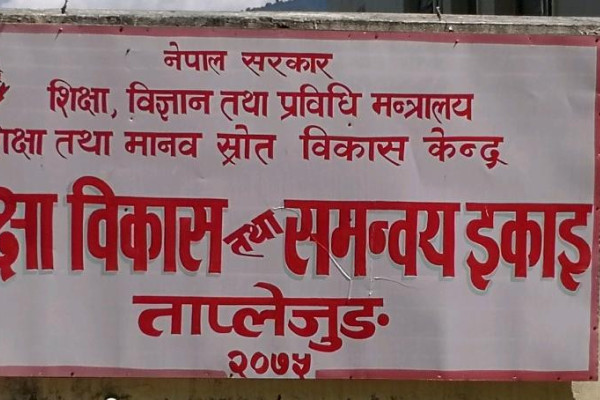 नेपाल सरकार
शिक्षा, विज्ञान तथा प्रविधि मन्त्रालय
तथा मानव स्रोत विकास केन्द्र
विकास तथा समन्वय इकाइ
ताप्लेजुङ
२०७५